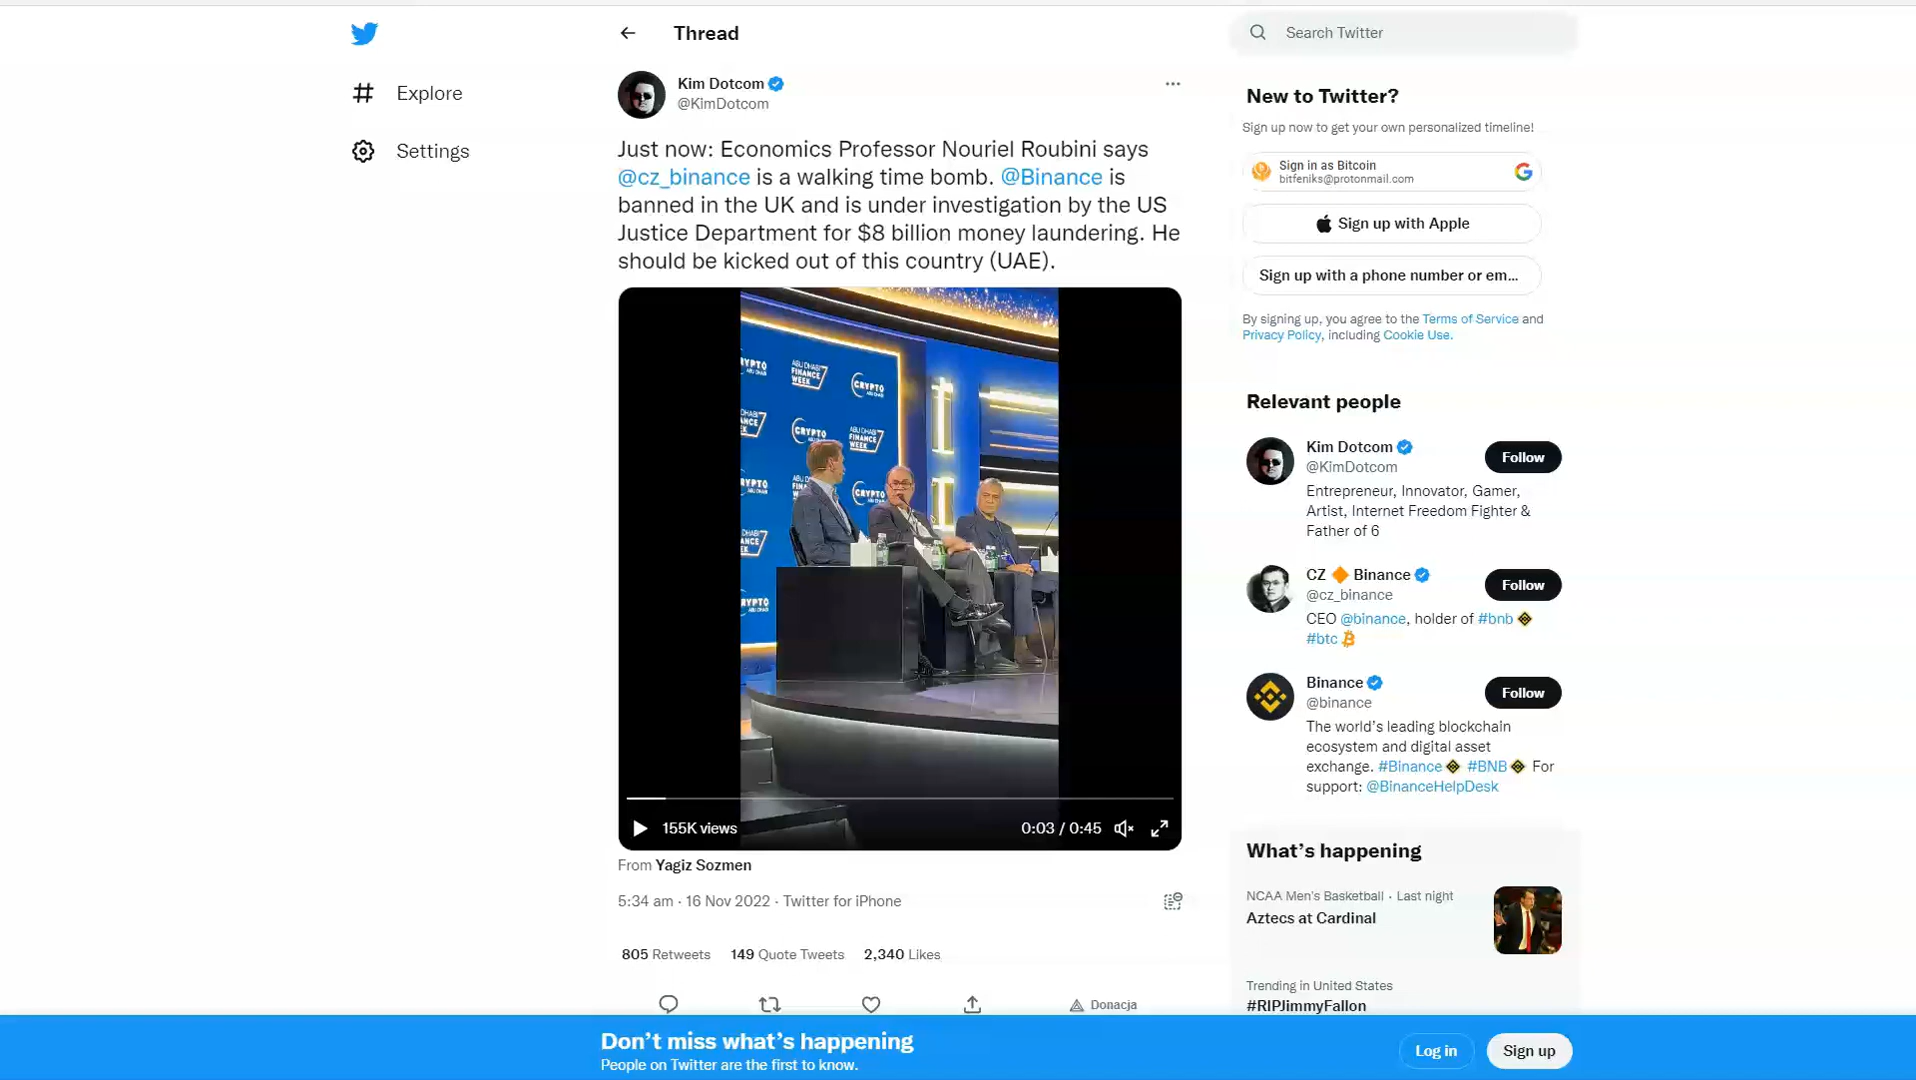 Thread
Search Twitter
Explore
Settings
Kim Dotcom
@KimDotcom
Just now: Economics Professor Nouriel Roubini says
@cz_binance is a walking time bomb. @Binance is
banned in the UK and is under investigation by the US
Justice Department for $8 billion money laundering. He
should be kicked out of this country (UAE).
CRYPTO
ABU DHABI
FINANCE
WEEK
CRYPTO
CRYPTO
ABU DHABI
FINANCE
WEEK
CRYPTO
CRYPTO
155K views
0:03 / 0:45
From Yagiz Sozmen
5:34 am · 16 Nov 2022 · Twitter for iPhone
805 Retweets 149 Quote Tweets 2,340 Likes
Donacja
New to Twitter?
Sign up now to get your own personalized timeline!
Sign in as Bitcoin
bitfeniks@protonmail.com
Sign up with Apple
Sign up with a phone number or em...
By signing up, you agree to the Terms of Service and
Privacy Policy, including Cookie Use.
Relevant people
Kim Dotcom
@KimDotcom
Follow
Entrepreneur, Innovator, Gamer,
Artist, Internet Freedom Fighter &
Father of 6
CZ Binance
@cz_binance
Follow
CEO @binance, holder of #bnb
#btc
Binance
@binance
Follow
The world's leading blockchain
ecosystem and digital asset
exchange. #Binance #BNB For
support: @BinanceHelpDesk
What's happening
NCAA Men's Basketball · Last night
Aztecs at Cardinal
Trending in United States
#RIPJimmyFallon
Don't miss what's happening
People on Twitter are the first to know.
Log in
Sign up